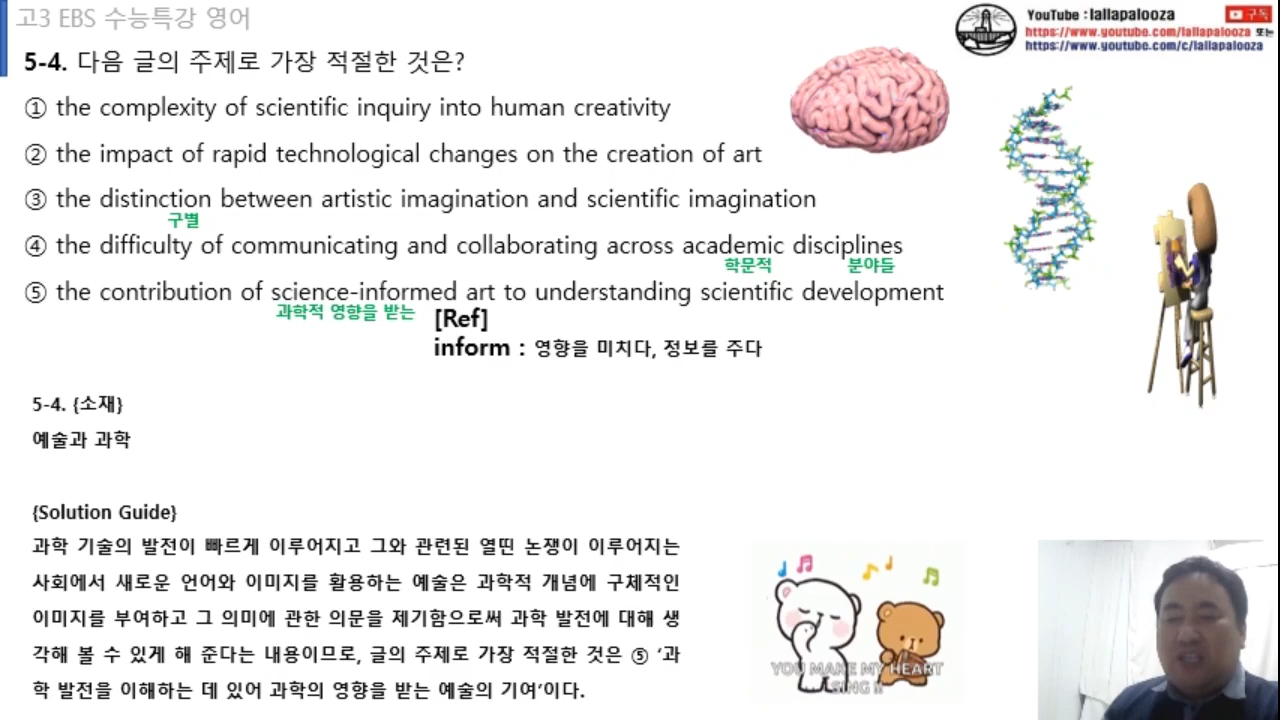 고3 EBS 수능특강 영어
YouTube : lallapalooza
구독
https://www.youtube.com/lallapalooza 또는
https://www.youtube.com/c/lallapalooza
5-4. 다음 글의 주제로 가장 적절한 것은?
① the complexity of scientific inquiry into human creativity
② the impact of rapid technological changes on the creation of art
③ the distinction between artistic imagination and scientific imagination
구별
④ the difficulty of communicating and collaborating across academic disciplines
학문적 분야들
⑤ the contribution of science-informed art to understanding scientific development
과학적 영향을 받는
[Ref]
inform : 영향을 미치다, 정보를 주다
5-4. {소재}
예술과 과학
{Solution Guide}
과학 기술의 발전이 빠르게 이루어지고 그와 관련된 열띤 논쟁이 이루어지는
사회에서 새로운 언어와 이미지를 활용하는 예술은 과학적 개념에 구체적인
이미지를 부여하고 그 의미에 관한 의문을 제기함으로써 과학 발전에 대해 생
각해 볼 수 있게 해 준다는 내용이므로, 글의 주제로 가장 적절한 것은 ⑤ ‘과
학 발전을 이해하는 데 있어 과학의 영향을 받는 예술의 기여’이다.
YOU MAKE MY HEART
SING !!